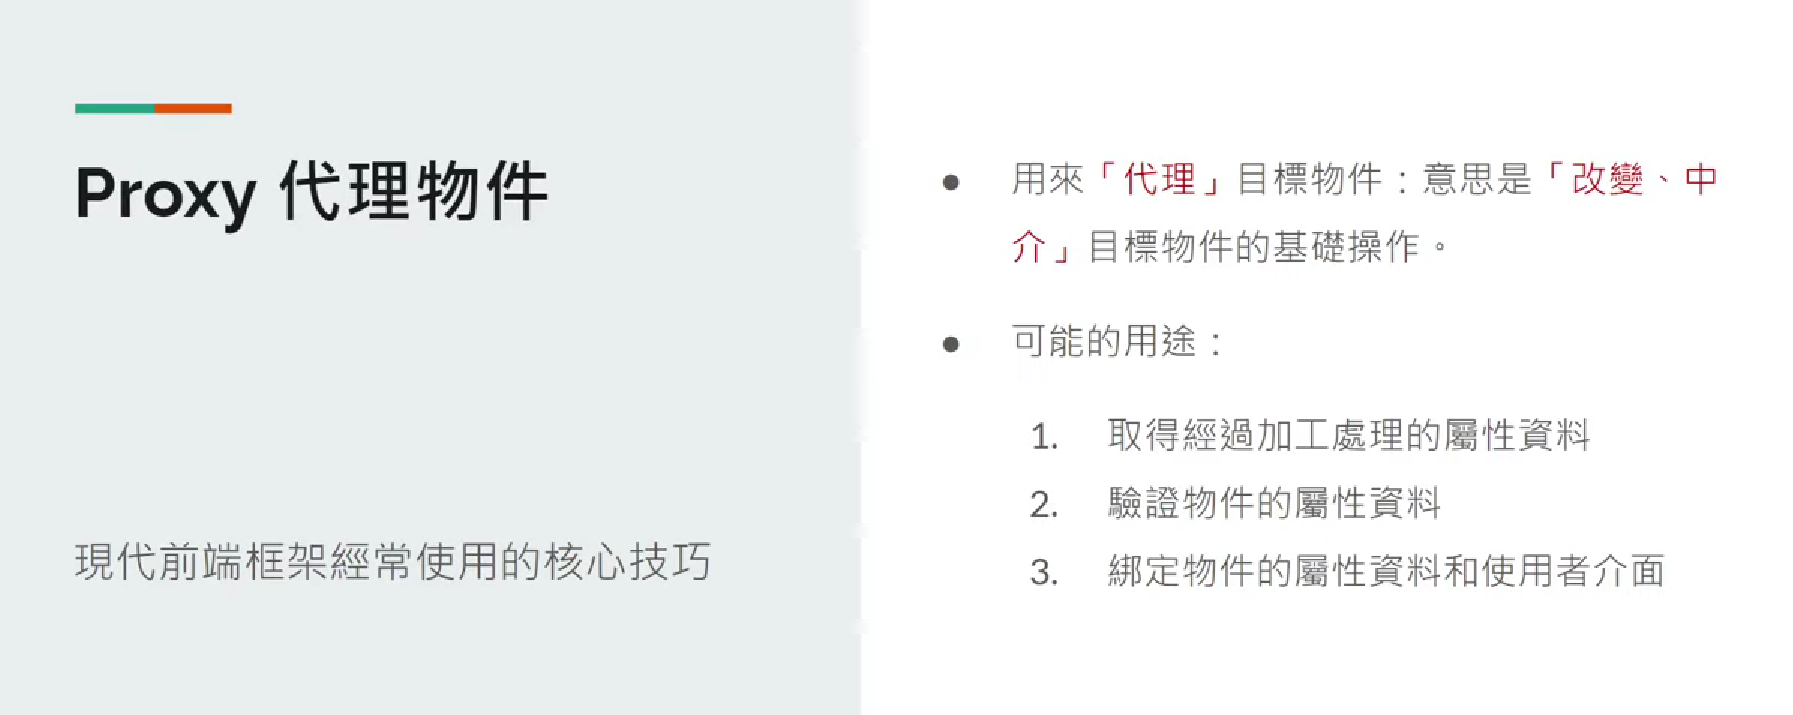 Proxy 代理物件
現代前端框架經常使用的核心技巧
● 用來「代理」目標物件：意思是「改變、中
介」目標物件的基礎操作。
● 可能的用途：
1. 取得經過加工處理的屬性資料
2. 驗證物件的屬性資料
3. 綁定物件的屬性資料和使用者介面